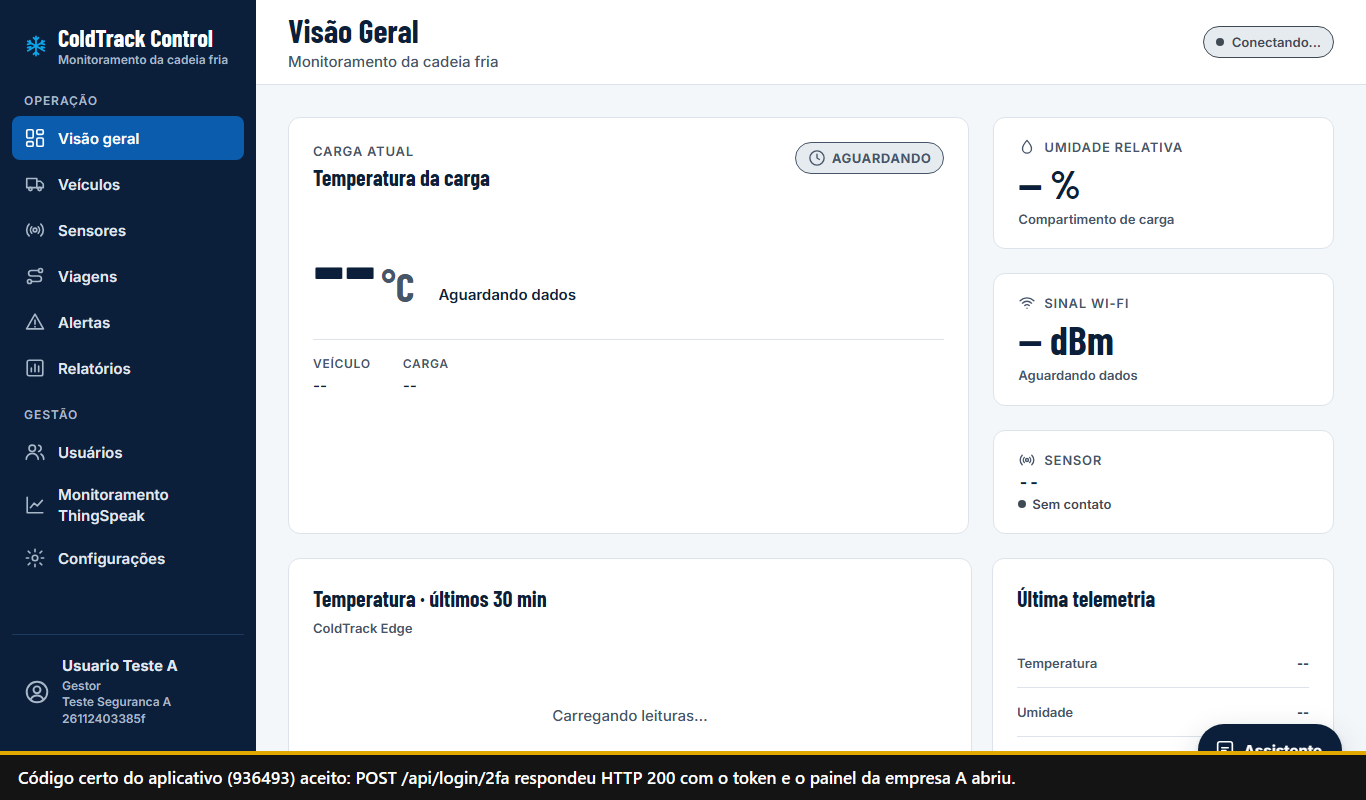 ColdTrack Control
Monitoramento da cadeia fria
OPERAÇÃO
Visão geral
Veículos
Sensores
Viagens
Alertas
Relatórios
GESTÃO
Usuários
Monitoramento
ThingSpeak
Configurações
Usuario Teste A
Gestor
Teste Seguranca A
26112403385f
Visão Geral
Monitoramento da cadeia fria
Conectando...
CARGA ATUAL
Temperatura da carga
AGUARDANDO
-- °C
Aguardando dados
VEÍCULO
--
CARGA
--
UMIDADE RELATIVA
– %
Compartimento de carga
SINAL WI-FI
– dBm
Aguardando dados
SENSOR
--
Sem contato
Temperatura · últimos 30 min
ColdTrack Edge
Carregando leituras...
Última telemetria
Temperatura --
Umidade --
Assistente
Código certo do aplicativo (936493) aceito: POST /api/login/2fa respondeu HTTP 200 com o token e o painel da empresa A abriu.